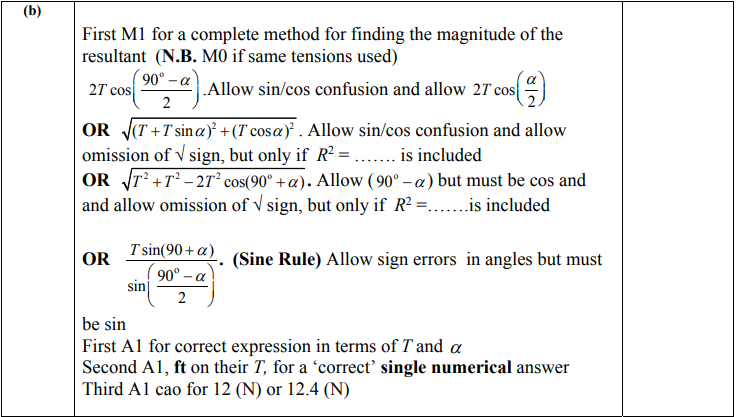 (b)
First M1 for a complete method for finding the magnitude of the
resultant (N.B. M0 if same tensions used)
2T cos((90° − α)/2).Allow sin/cos confusion and allow 2T cos(α/2)
OR √(T + T sin α)² + (T cos α)² . Allow sin/cos confusion and allow
omission of √ sign, but only if R² = ……. is included
OR √T² + T² − 2T² cos(90° + α). Allow (90° − α) but must be cos and
and allow omission of √ sign, but only if R² =…….is included
OR T sin(90 + α)/sin((90° − α)/2). (Sine Rule) Allow sign errors in angles but must
be sin
First A1 for correct expression in terms of T and α
Second A1, ft on their T, for a ‘correct’ single numerical answer
Third A1 cao for 12 (N) or 12.4 (N)